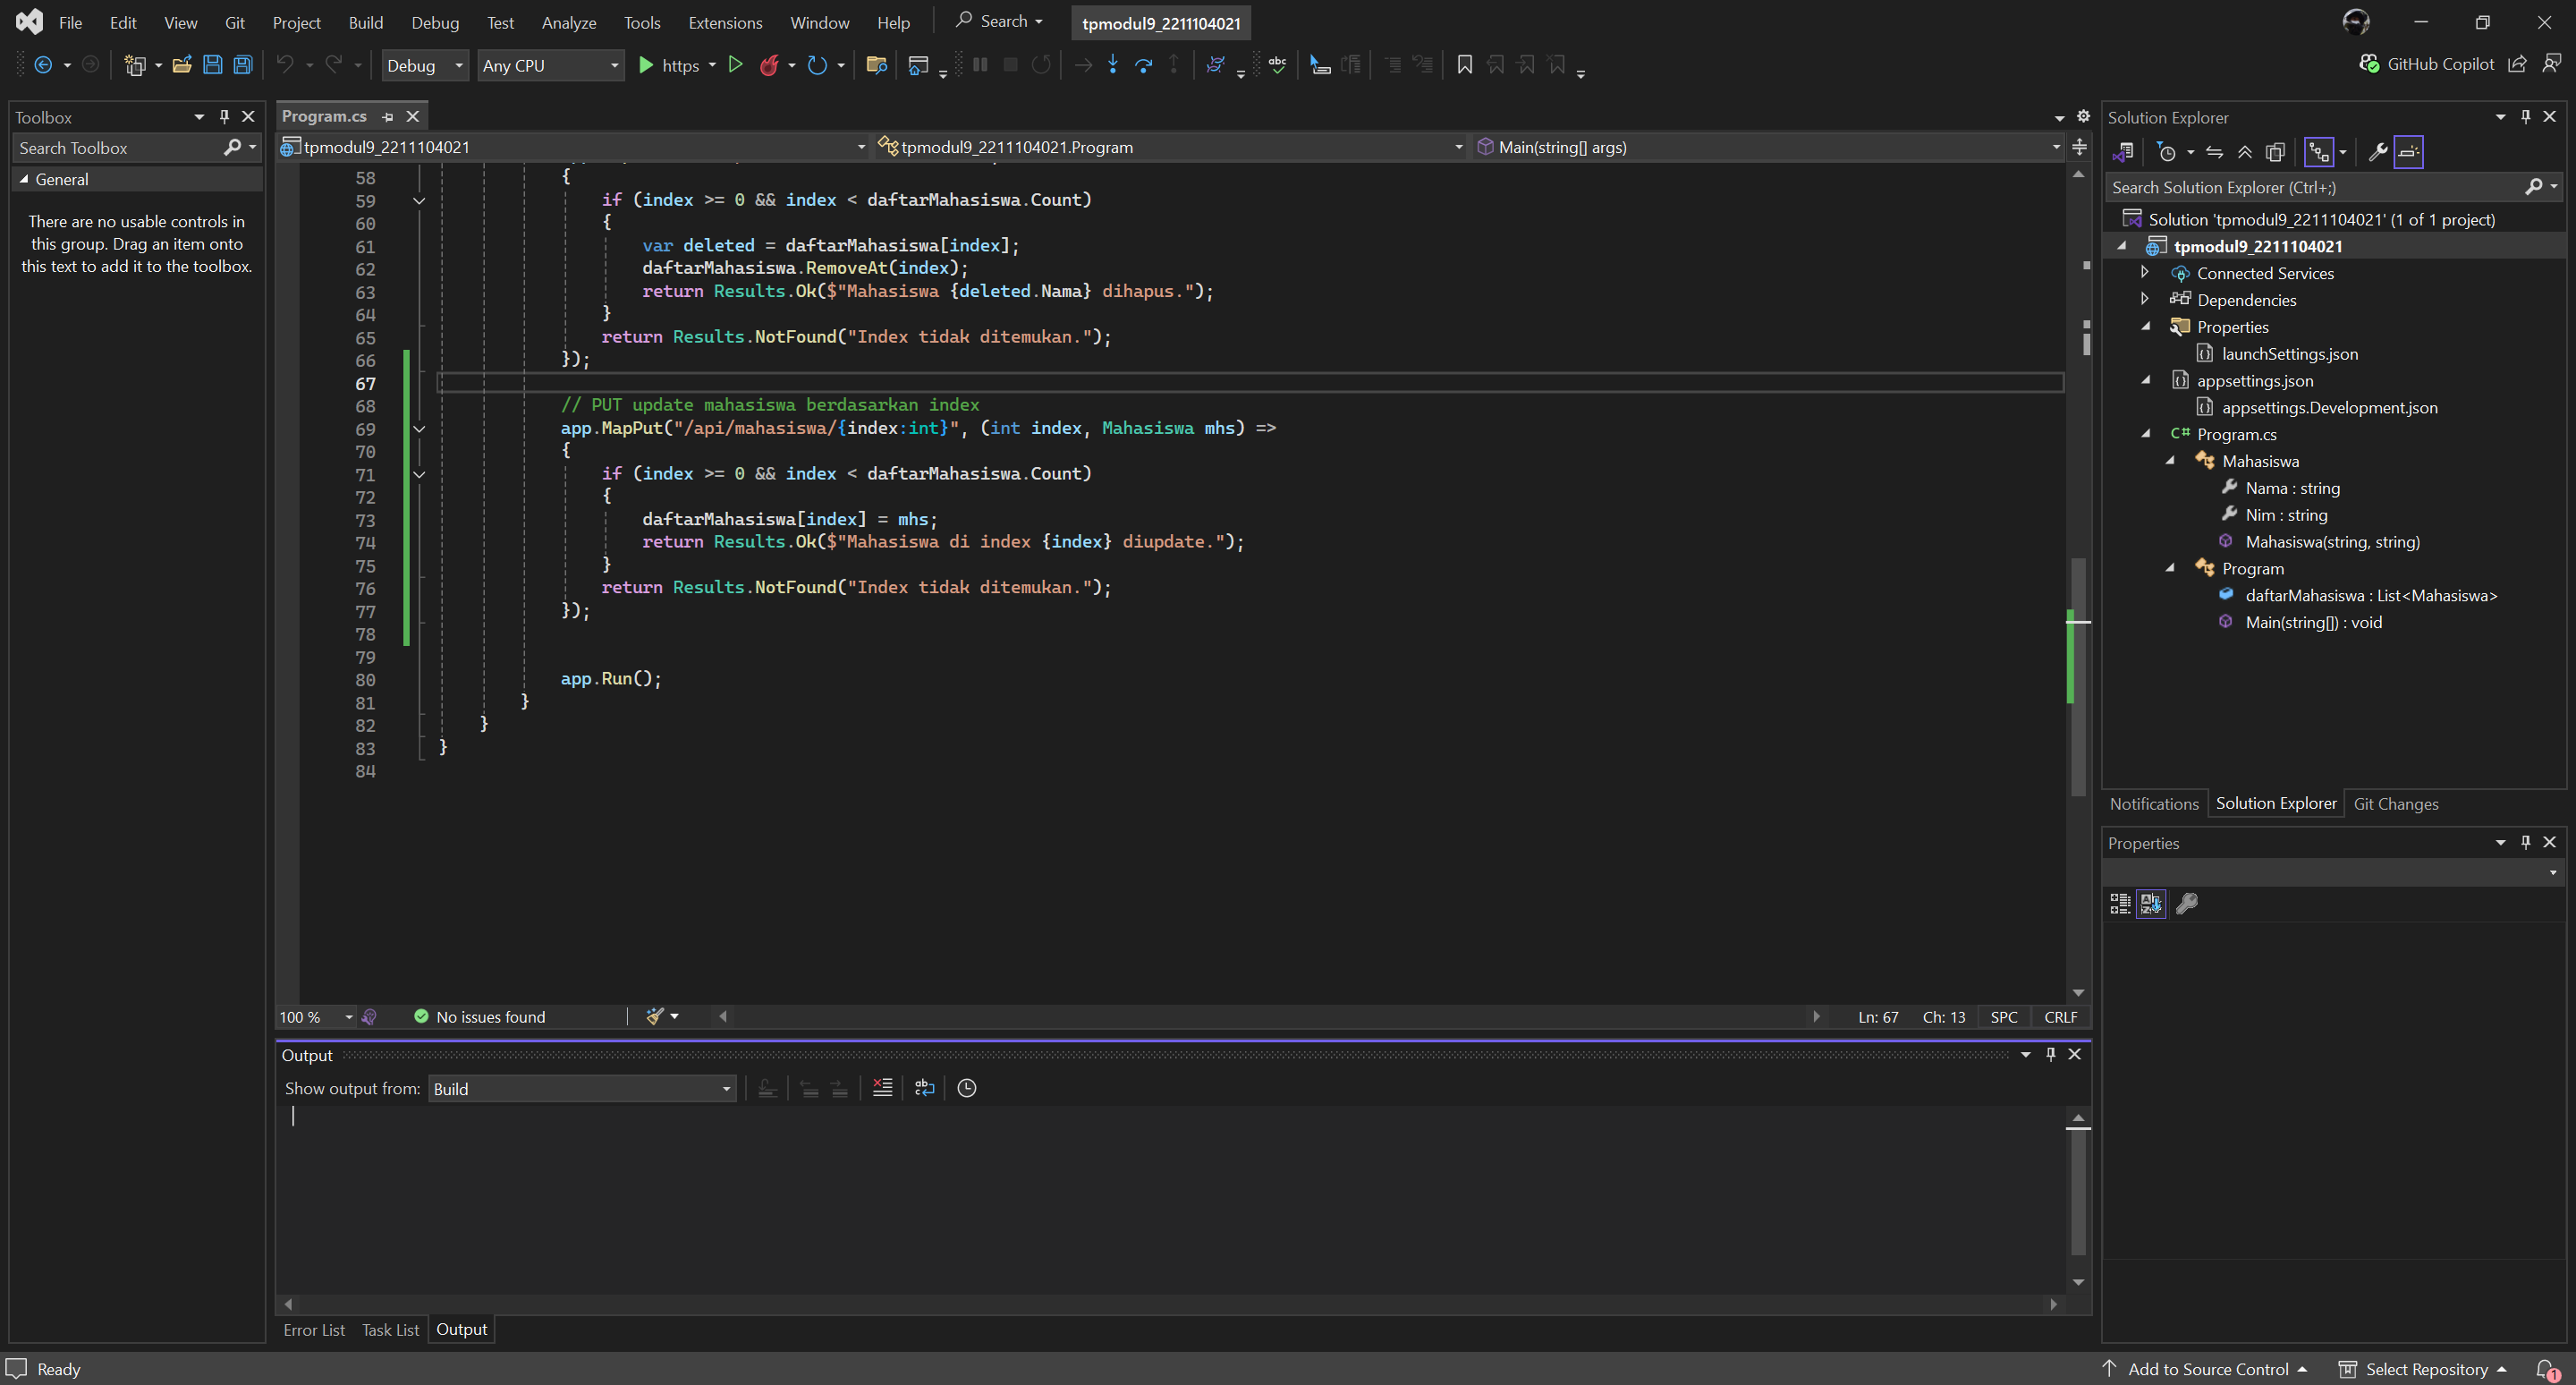 File Edit View Git Project Build Debug Test Analyze Tools Extensions Window Help Search tpmodul9_2211104021
Debug Any CPU https GitHub Copilot
Toolbox
Search Toolbox
General
There are no usable controls in
this group. Drag an item onto
this text to add it to the toolbox.
Program.cs
tpmodul9_2211104021 tpmodul9_2211104021.Program Main(string[] args)
58 {
59 if (index >= 0 && index < daftarMahasiswa.Count)
60 {
61 var deleted = daftarMahasiswa[index];
62 daftarMahasiswa.RemoveAt(index);
63 return Results.Ok($"Mahasiswa {deleted.Nama} dihapus.");
64 }
65 return Results.NotFound("Index tidak ditemukan.");
66 });
67
68 // PUT update mahasiswa berdasarkan index
69 app.MapPut("/api/mahasiswa/{index:int}", (int index, Mahasiswa mhs) =>
70 {
71 if (index >= 0 && index < daftarMahasiswa.Count)
72 {
73 daftarMahasiswa[index] = mhs;
74 return Results.Ok($"Mahasiswa di index {index} diupdate.");
75 }
76 return Results.NotFound("Index tidak ditemukan.");
77 });
78
79
80 app.Run();
81 }
82 }
83 }
84
100 % No issues found Ln: 67 Ch: 13 SPC CRLF
Output
Show output from: Build
Error List Task List Output
Solution Explorer
Search Solution Explorer (Ctrl+;)
Solution 'tpmodul9_2211104021' (1 of 1 project)
tpmodul9_2211104021
Connected Services
Dependencies
Properties
launchSettings.json
appsettings.json
appsettings.Development.json
C# Program.cs
Mahasiswa
Nama : string
Nim : string
Mahasiswa(string, string)
Program
daftarMahasiswa : List<Mahasiswa>
Main(string[]) : void
Notifications Solution Explorer Git Changes
Properties
Ready Add to Source Control Select Repository 1